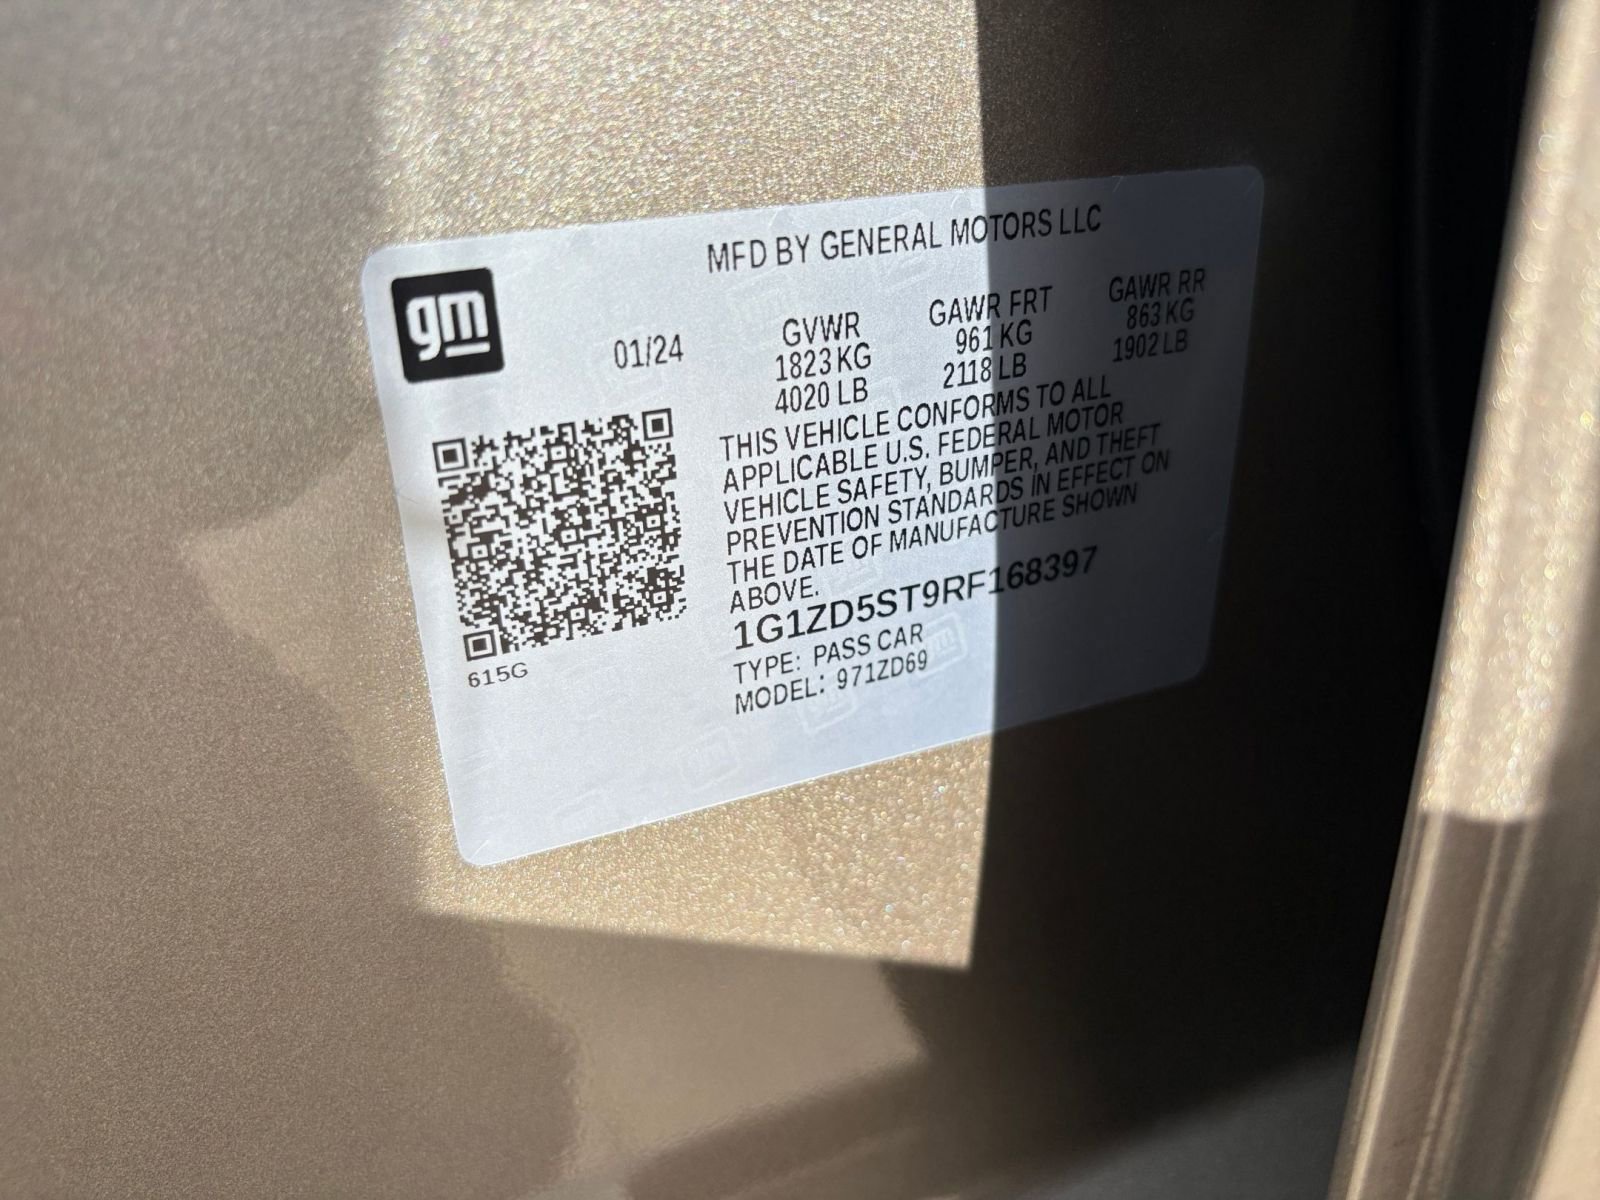 MFD BY GENERAL MOTORS LLC
gm
01/24
GVWR
1823 KG
4020 LB
GAWR FRT
961 KG
2118 LB
GAWR RR
863 KG
1902 LB
THIS VEHICLE CONFORMS TO ALL
APPLICABLE U.S. FEDERAL MOTOR
VEHICLE SAFETY, BUMPER, AND THEFT
PREVENTION STANDARDS IN EFFECT ON
THE DATE OF MANUFACTURE SHOWN
ABOVE.
1G1ZD5ST9RF168397
TYPE: PASS CAR
MODEL: 971ZD69
615G